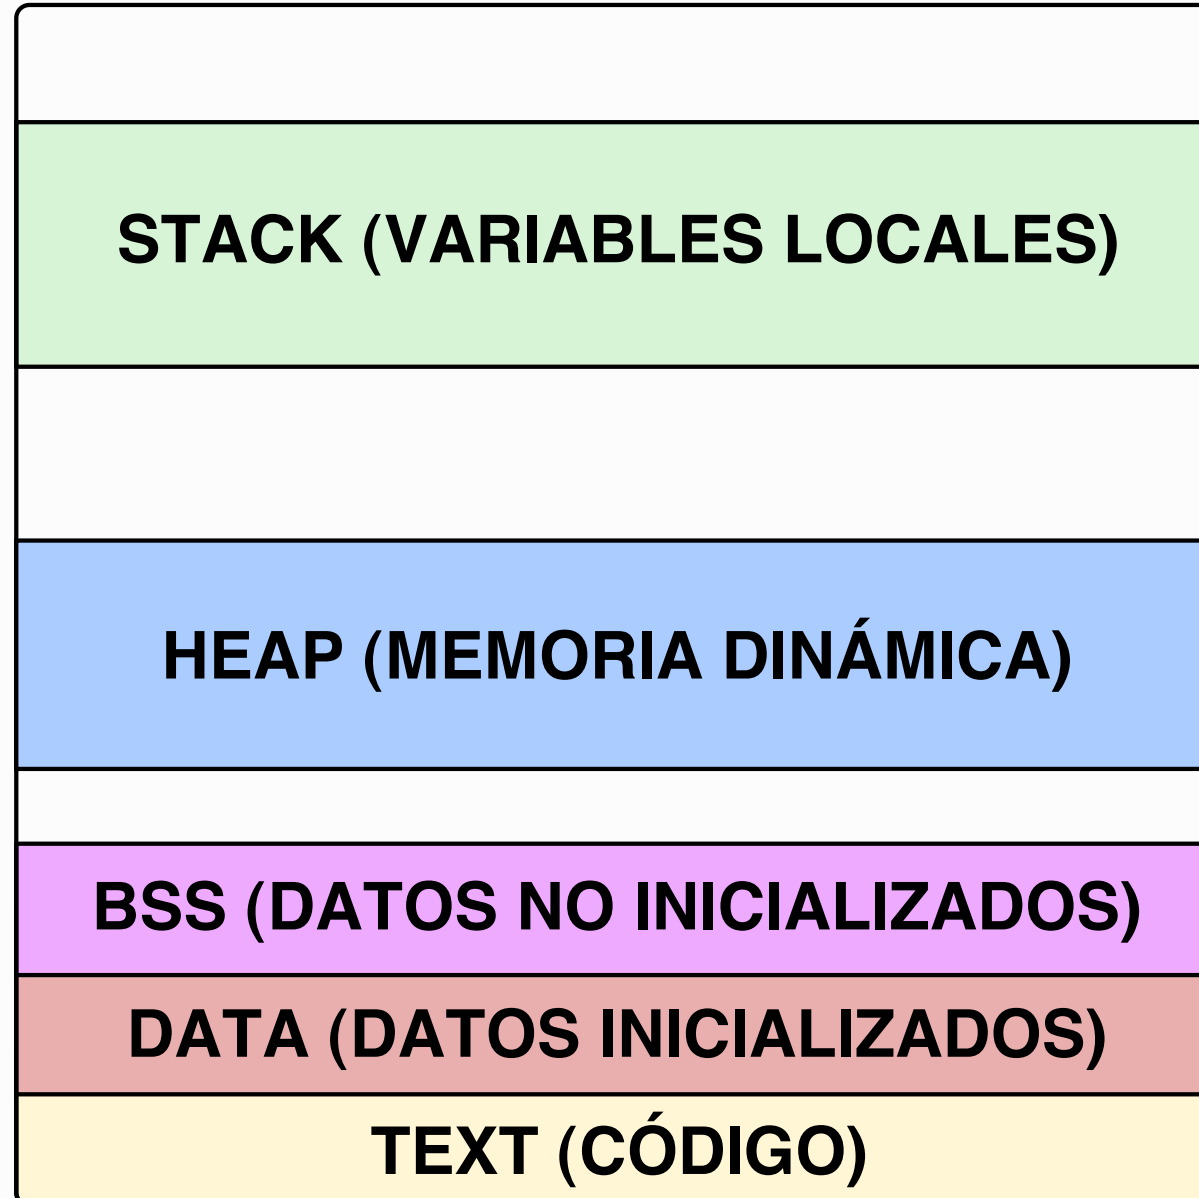 STACK (VARIABLES LOCALES)
HEAP (MEMORIA DINÁMICA)
BSS (DATOS NO INICIALIZADOS)
DATA (DATOS INICIALIZADOS)
TEXT (CÓDIGO)